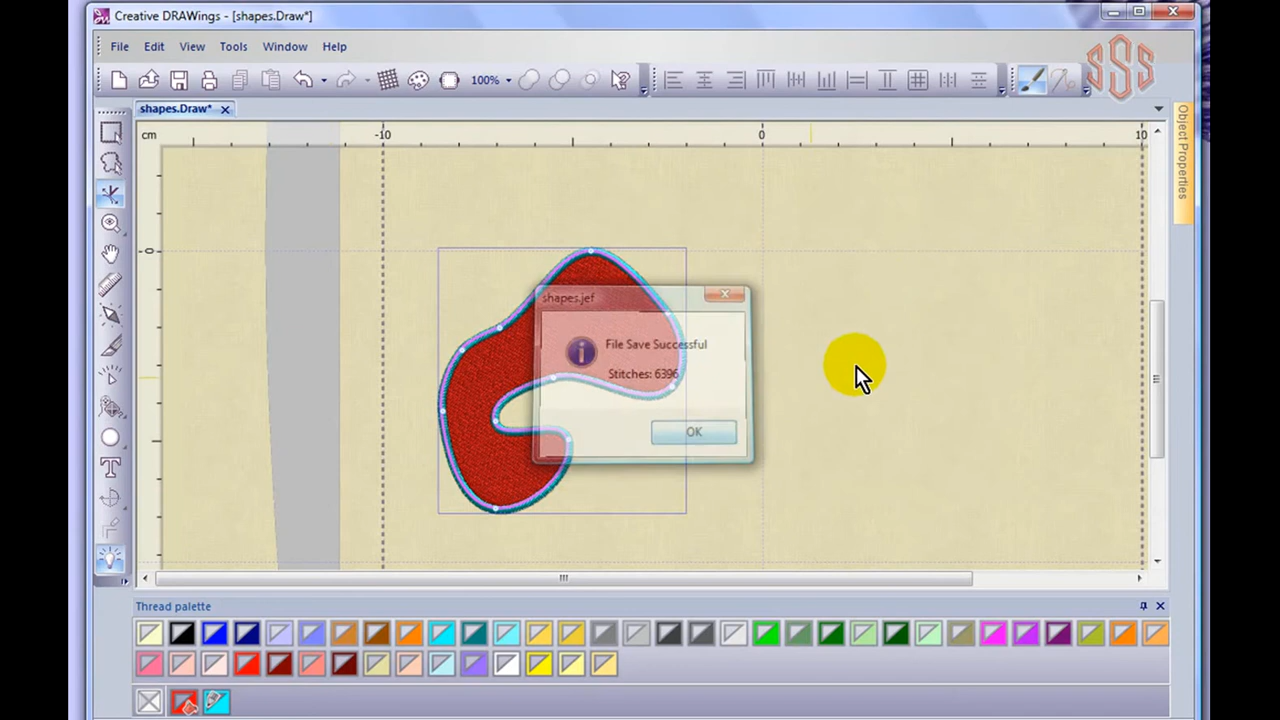 Creative DRAWings - [shapes.Draw*]
File Edit View Tools Window Help
SSS
100%
shapes.Draw*
cm -10 0 10
0
Object Properties
shapes.jef
File Save Successful
Stitches: 6396
OK
Thread palette